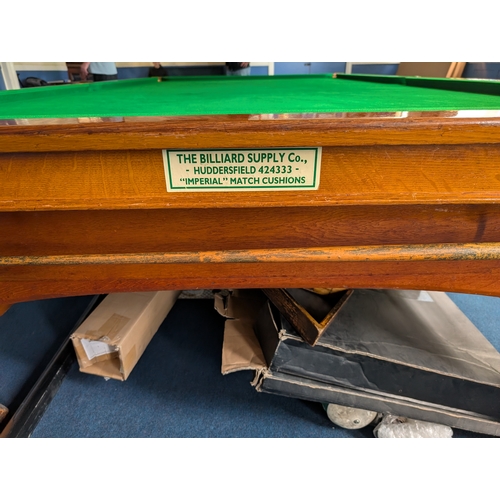 THE BILLIARD SUPPLY Co.,
- HUDDERSFIELD 424333 -
"IMPERIAL" MATCH CUSHIONS